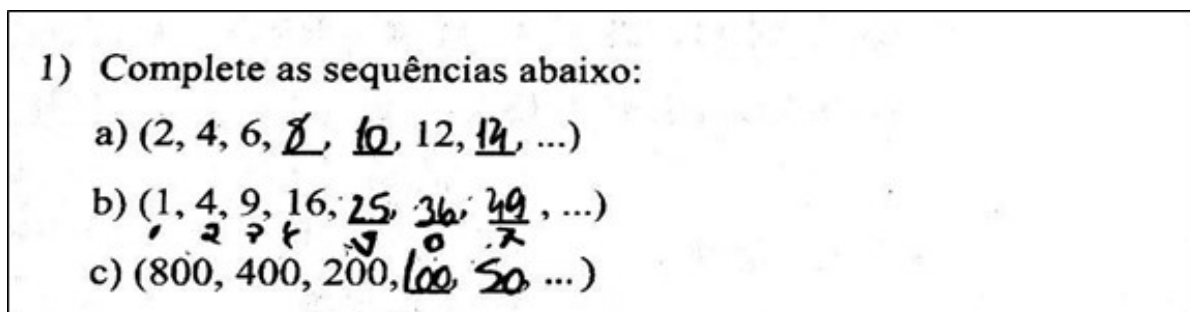 1) Complete as sequências abaixo:
a) (2, 4, 6, 8, 10, 12, 14, ...)
b) (1, 4, 9, 16, 25, 36, 49, ...)
c) (800, 400, 200, 100, 50, ...)